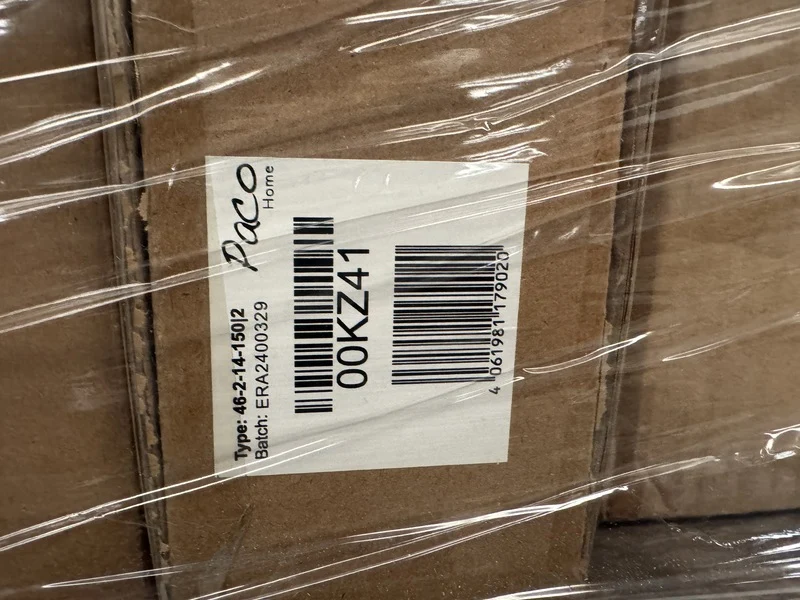 Type: 46-2-14-150|2
Batch: ERA2400329
Paco
Home
00KZ41
4 061981 179020